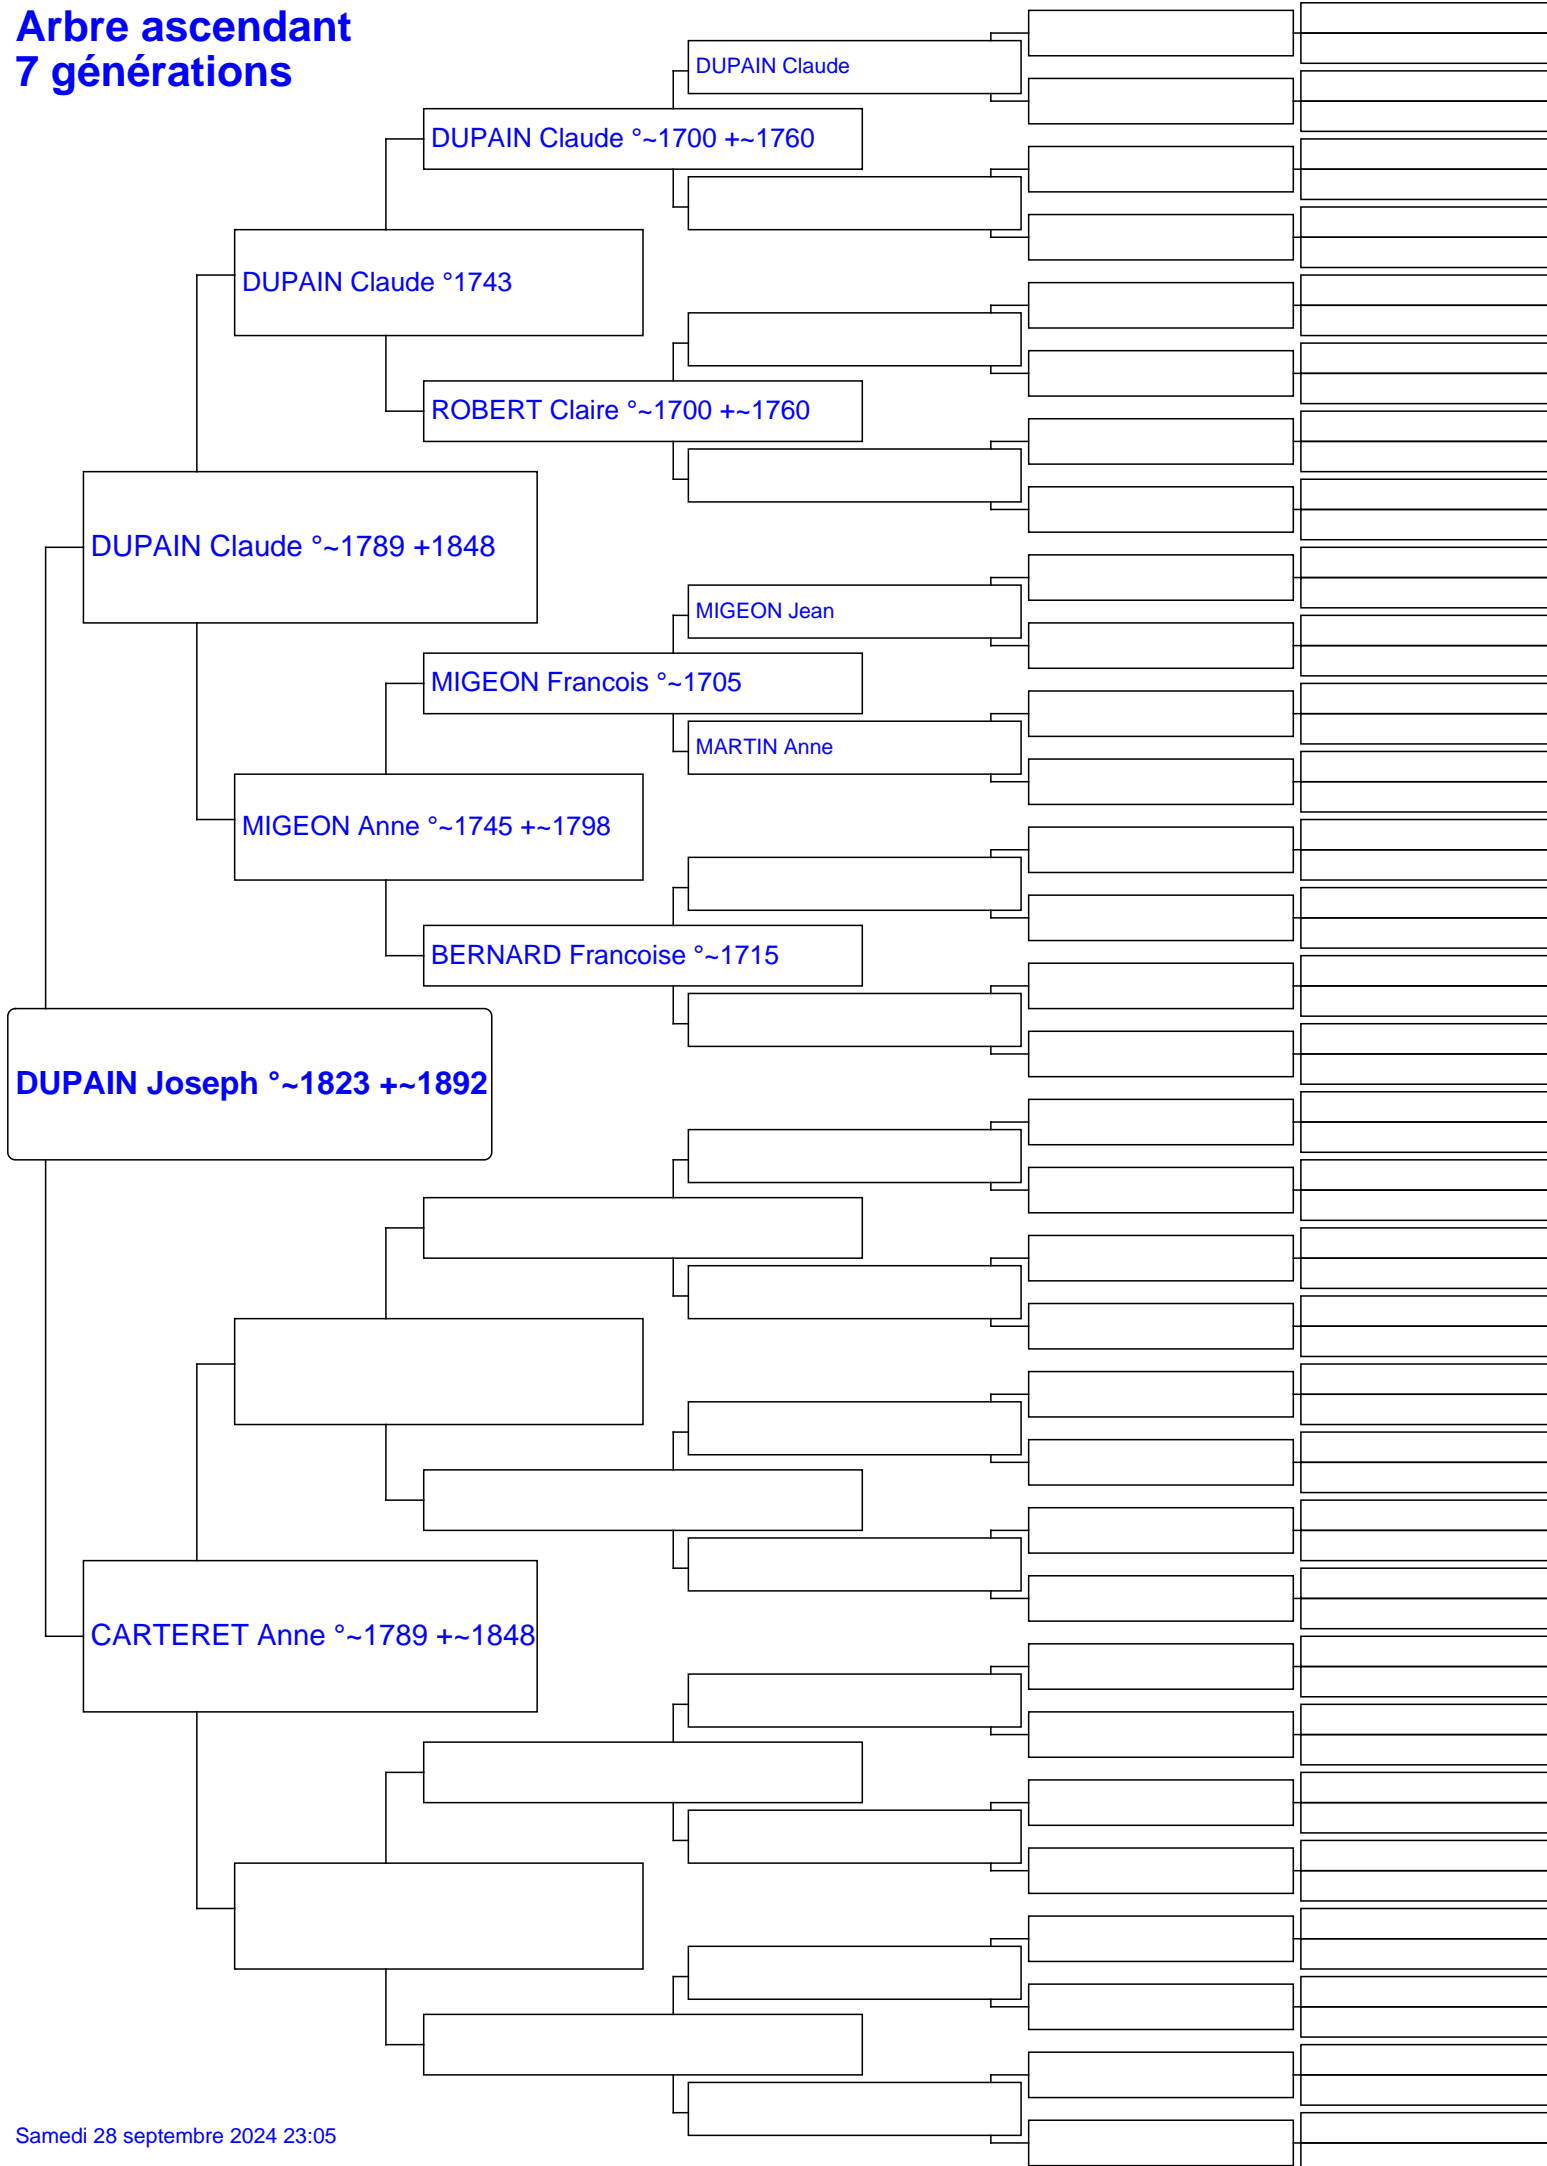 Arbre ascendant
7 générations
DUPAIN Claude
DUPAIN Claude °~1700 +~1760
DUPAIN Claude °1743
ROBERT Claire °~1700 +~1760
DUPAIN Claude °~1789 +1848
MIGEON Jean
MIGEON Francois °~1705
MARTIN Anne
MIGEON Anne °~1745 +~1798
BERNARD Francoise °~1715
DUPAIN Joseph °~1823 +~1892
CARTERET Anne °~1789 +~1848
Samedi 28 septembre 2024 23:05